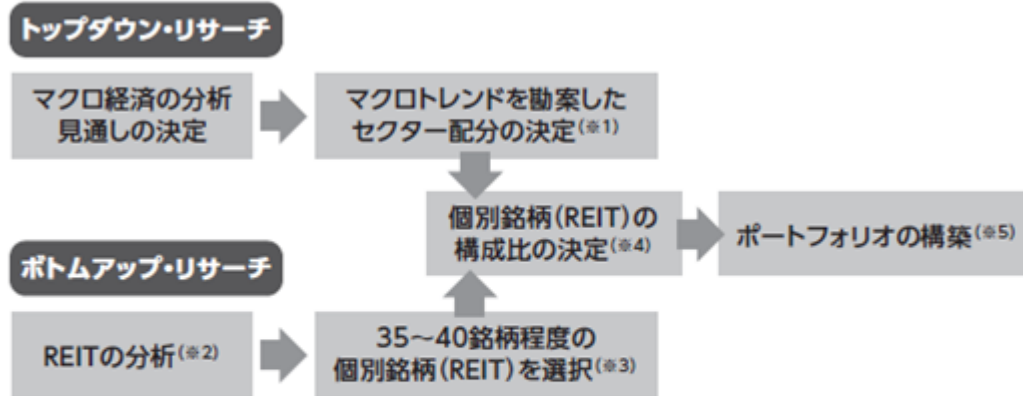 トップダウン・リサーチ
マクロ経済の分析
見通しの決定
マクロトレンドを勘案した
セクター配分の決定(※1)
個別銘柄(REIT)の
構成比の決定(※4)
ポートフォリオの構築(※5)
ボトムアップ・リサーチ
REITの分析(※2)
35~40銘柄程度の
個別銘柄(REIT)を選択(※3)